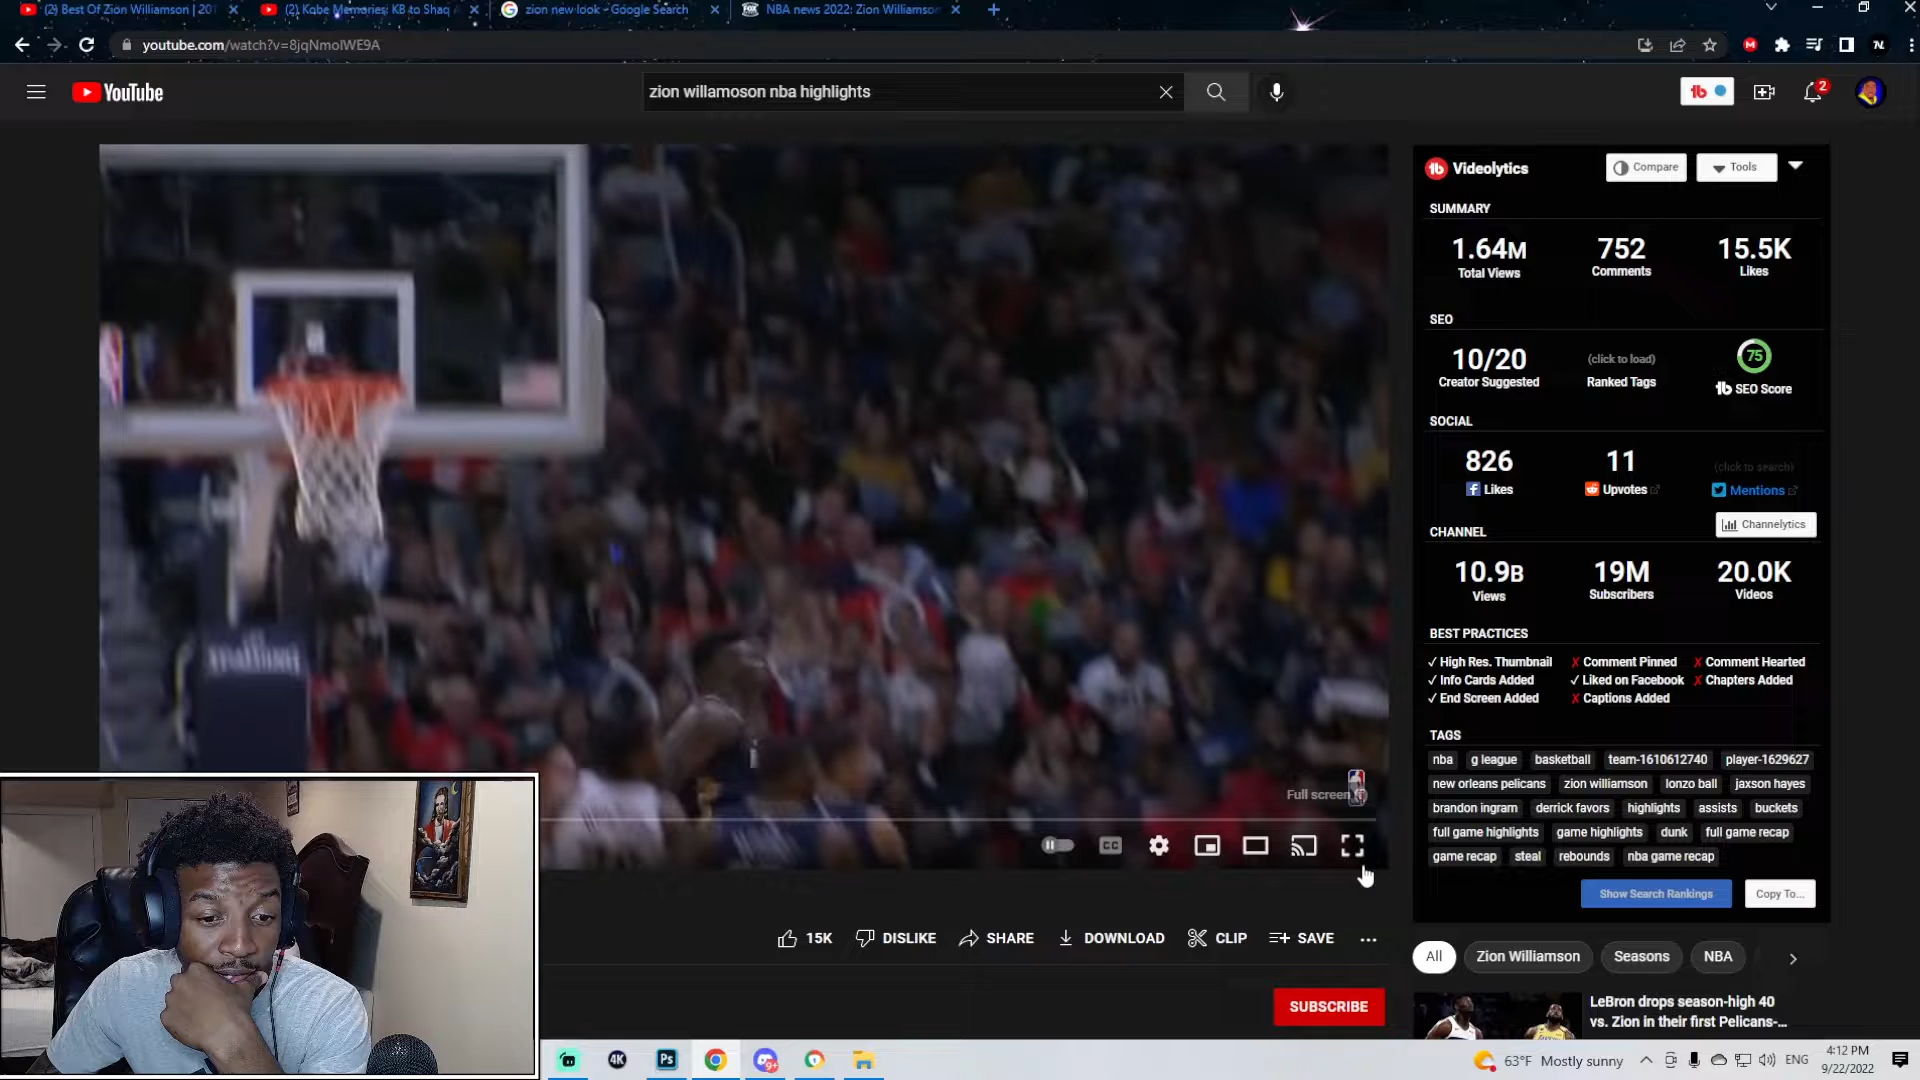 (2) Best Of Zion Williamson | 201
(2) Kobe Memories: KB to Shaq
zion new look - Google Search
NBA news 2022: Zion Williamson
youtube.com/watch?v=8jqNmoIWE9A
YouTube
zion willamoson nba highlights
2
Videolytics
Compare
Tools
SUMMARY
1.64M
752
15.5K
Total Views
Comments
Likes
SEO
10/20
(click to load)
75
Creator Suggested
Ranked Tags
SEO Score
SOCIAL
826
11
(click to search)
Likes
Upvotes
Mentions
Channelytics
CHANNEL
10.9B
19M
20.0K
Views
Subscribers
Videos
BEST PRACTICES
✓ High Res. Thumbnail
✗ Comment Pinned
✗ Comment Hearted
✓ Info Cards Added
✓ Liked on Facebook
✗ Chapters Added
✓ End Screen Added
✗ Captions Added
TAGS
nba
g league
basketball
team-1610612740
player-1629627
new orleans pelicans
zion williamson
lonzo ball
jaxson hayes
brandon ingram
derrick favors
highlights
assists
buckets
full game highlights
game highlights
dunk
full game recap
game recap
steal
rebounds
nba game recap
Show Search Rankings
Copy To...
Full screen
CC
15K
DISLIKE
SHARE
DOWNLOAD
CLIP
SAVE
SUBSCRIBE
All
Zion Williamson
Seasons
NBA
LeBron drops season-high 40
vs. Zion in their first Pelicans-...
4K
Ps
9+
63°F Mostly sunny
ENG
4:12 PM
9/22/2022